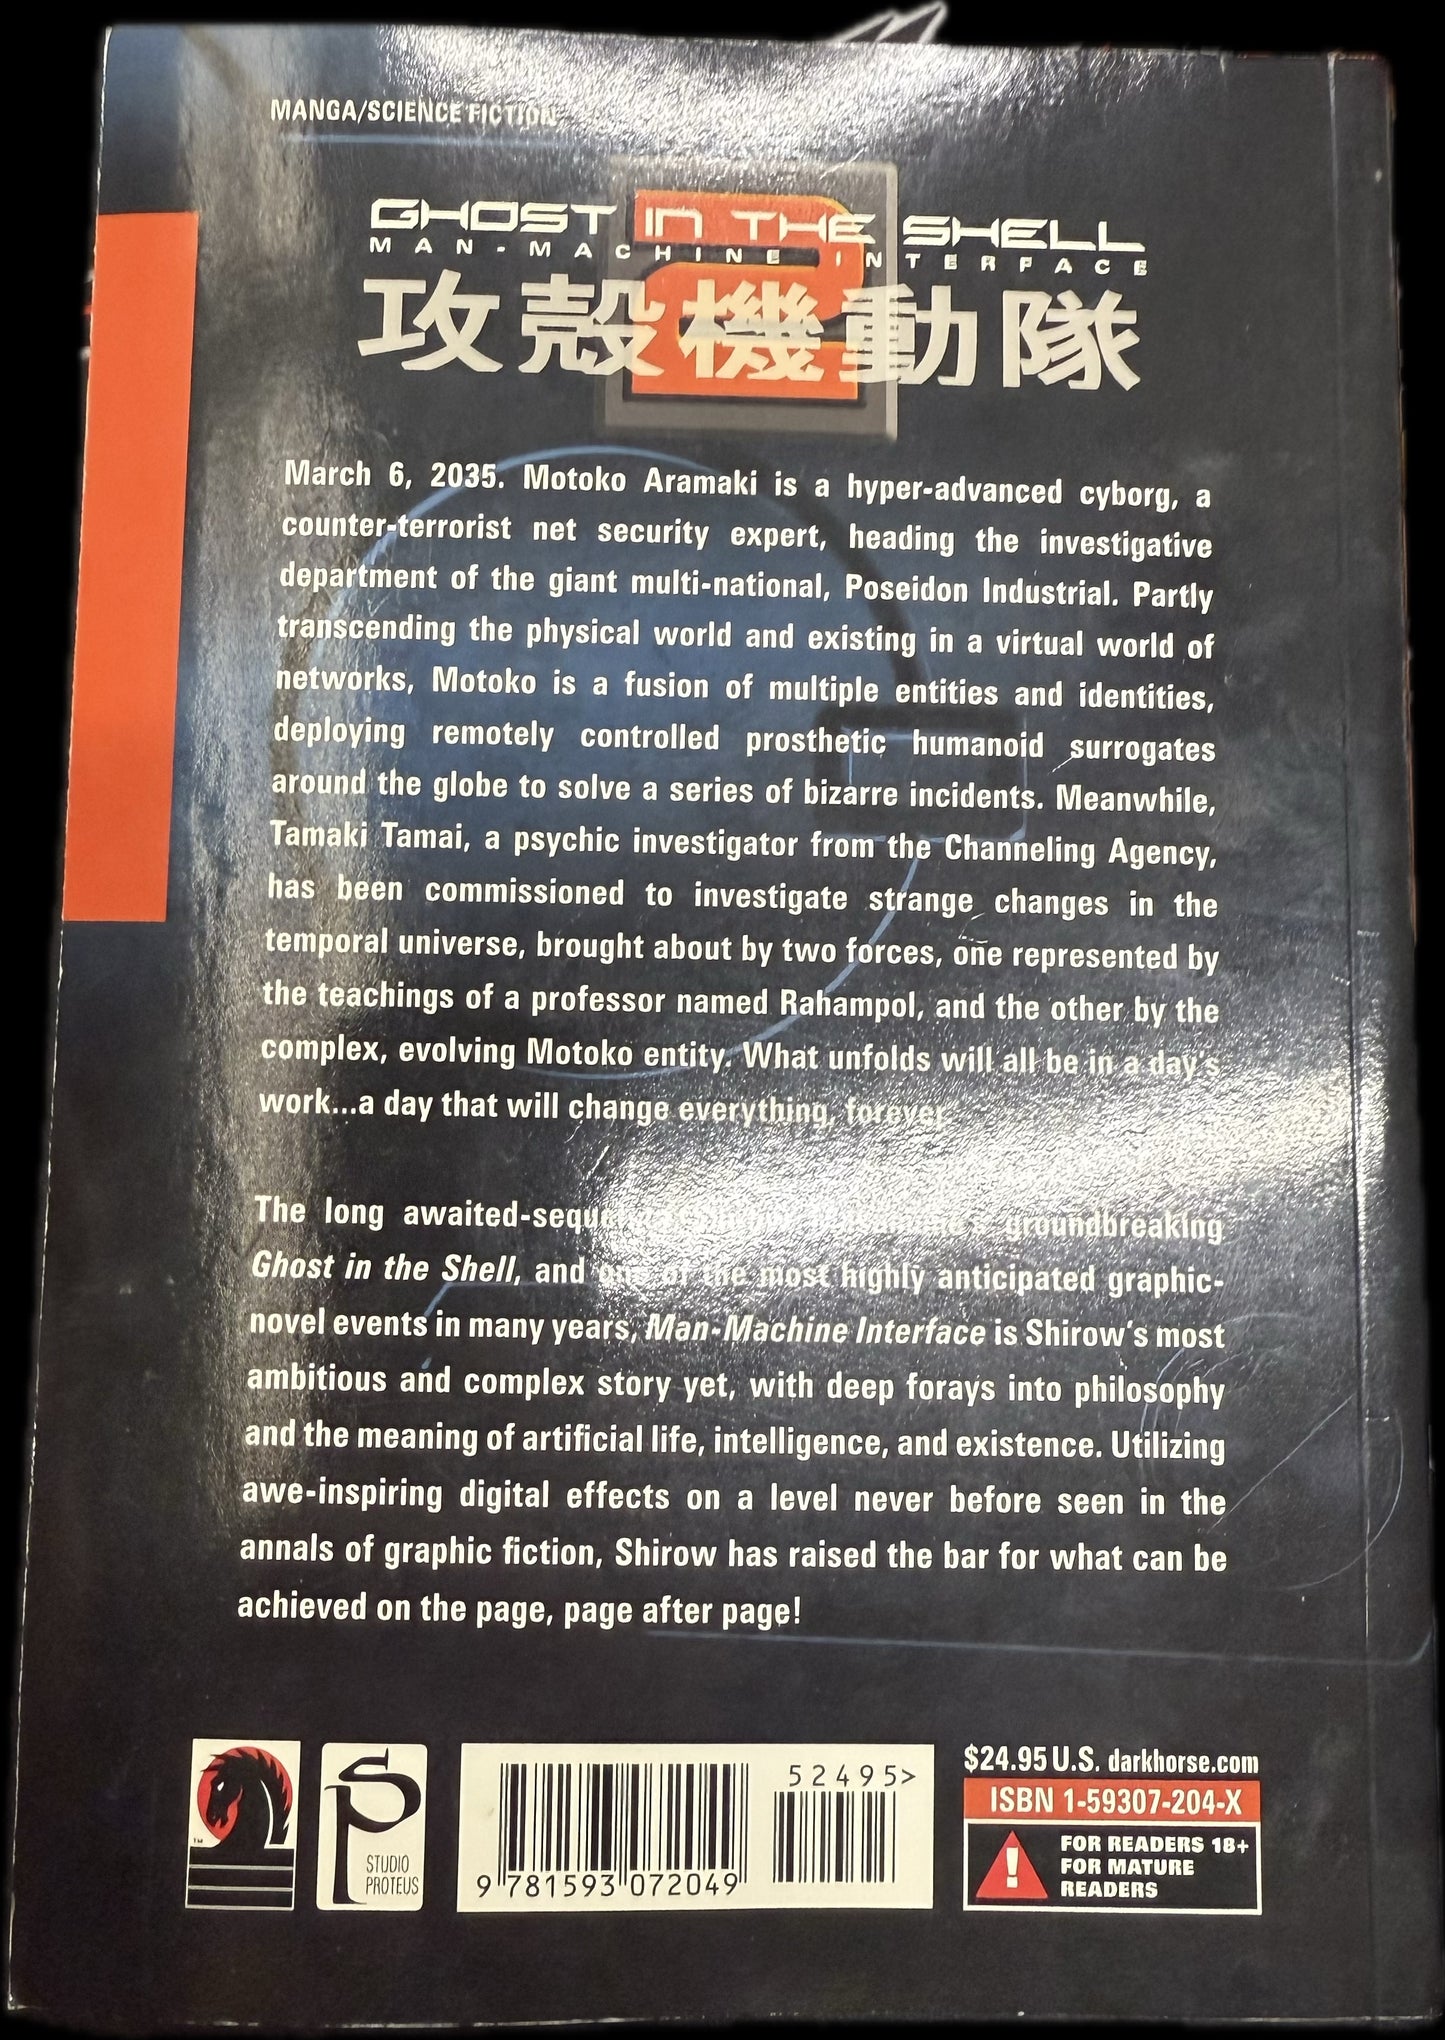 MANGA/SCIENCE FICTION
GHOST IN THE SHELL
MAN-MACHINE INTERFACE
2
攻殻機動隊
March 6, 2035. Motoko Aramaki is a hyper-advanced cyborg, a
counter-terrorist net security expert, heading the investigative
department of the giant multi-national, Poseidon Industrial. Partly
transcending the physical world and existing in a virtual world of
networks, Motoko is a fusion of multiple entities and identities,
deploying remotely controlled prosthetic humanoid surrogates
around the globe to solve a series of bizarre incidents. Meanwhile,
Tamaki Tamai, a psychic investigator from the Channeling Agency,
has been commissioned to investigate strange changes in the
temporal universe, brought about by two forces, one represented by
the teachings of a professor named Rahampol, and the other by the
complex, evolving Motoko entity. What unfolds will all be in a day's
work...a day that will change everything, forever
The long groundbreaking
Ghost in the Shell, and one of the most highly anticipated graphic-
novel events in many years, Man-Machine Interface is Shirow's most
ambitious and complex story yet, with deep forays into philosophy
and the meaning of artificial life, intelligence, and existence. Utilizing
awe-inspiring digital effects on a level never before seen in the
annals of graphic fiction, Shirow has raised the bar for what can be
achieved on the page, page after page!
TM
STUDIO
PROTEUS
52495>
9 781593 072049
$24.95 U.S. darkhorse.com
ISBN 1-59307-204-X
! FOR READERS 18+
FOR MATURE
READERS